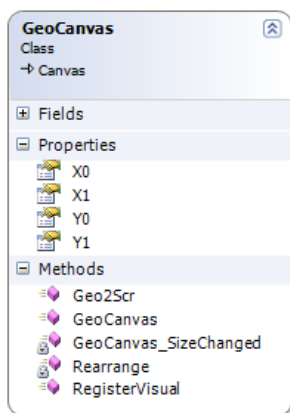 GeoCanvas
Class
Canvas
Fields
Properties
X0
X1
Y0
Y1
Methods
Geo2Scr
GeoCanvas
GeoCanvas_SizeChanged
Rearrange
RegisterVisual